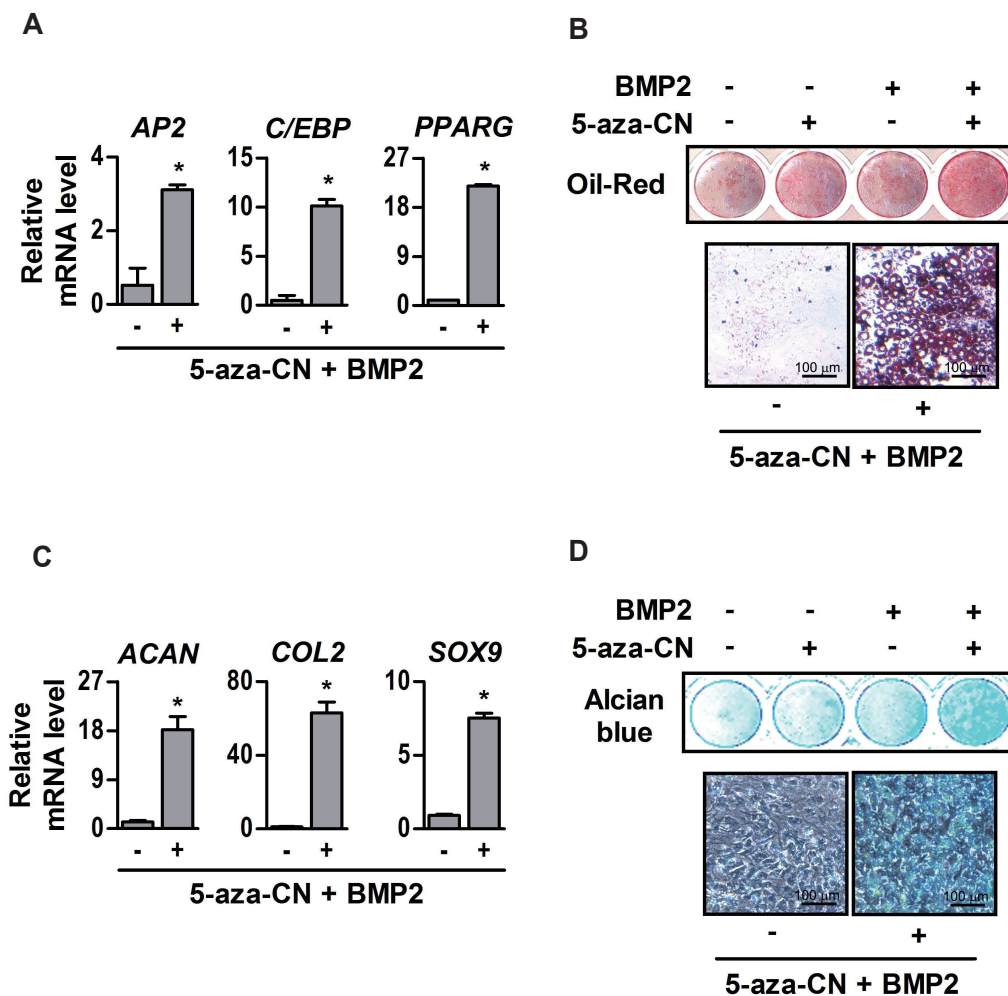 A
AP2 C/EBP PPARG
Relative
mRNA level
4
2
0
15
10
5
0
27
18
9
0
- + - + - +
5-aza-CN + BMP2
B
BMP2 - - + +
5-aza-CN - + - +
Oil-Red
100 μm 100 μm
- +
5-aza-CN + BMP2
C
ACAN COL2 SOX9
Relative
mRNA level
27
18
9
0
80
40
0
10
5
0
* * *
- + - + - +
5-aza-CN + BMP2
D
BMP2 - - + +
5-aza-CN - + - +
Alcian
blue
100 μm 100 μm
- +
5-aza-CN + BMP2